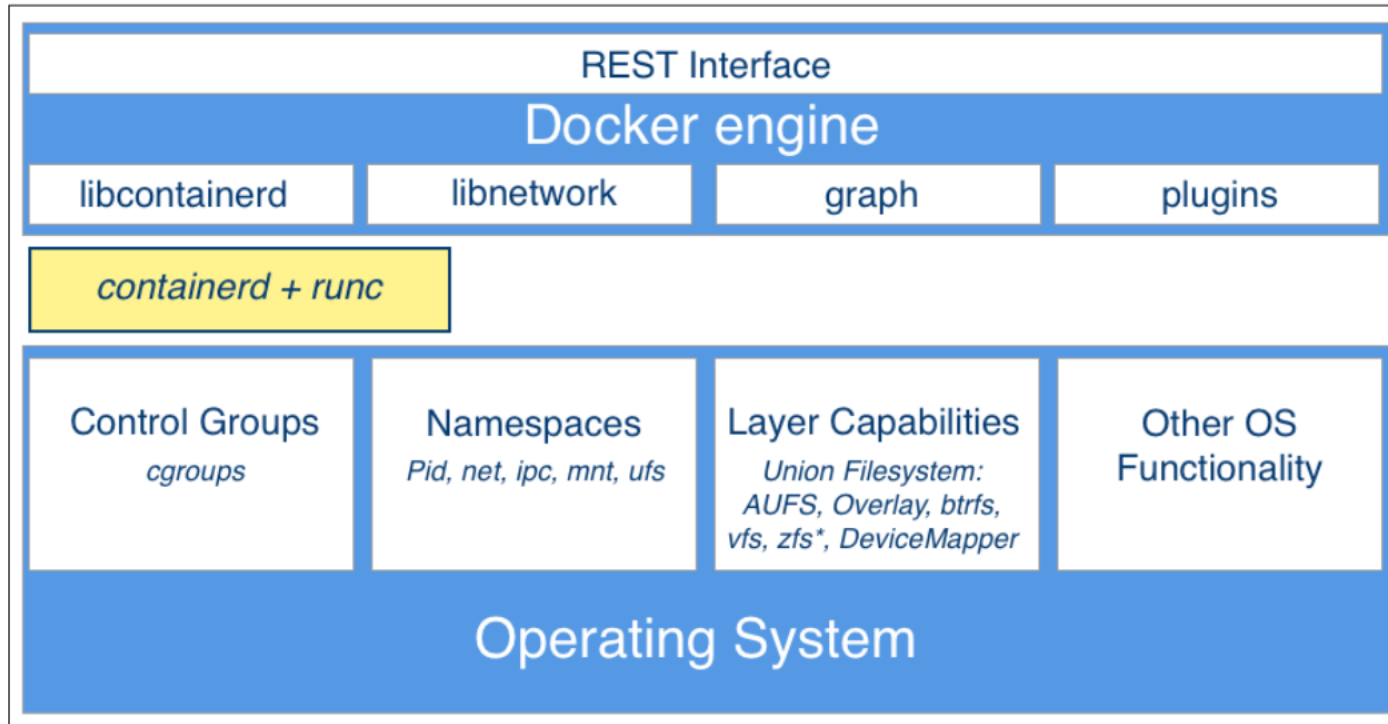 REST Interface
Docker engine
libcontainerd
libnetwork
graph
plugins
containerd + runc
Control Groups
cgroups
Namespaces
Pid, net, ipc, mnt, ufs
Layer Capabilities
Union Filesystem:
AUFS, Overlay, btrfs,
vfs, zfs*, DeviceMapper
Other OS
Functionality
Operating System